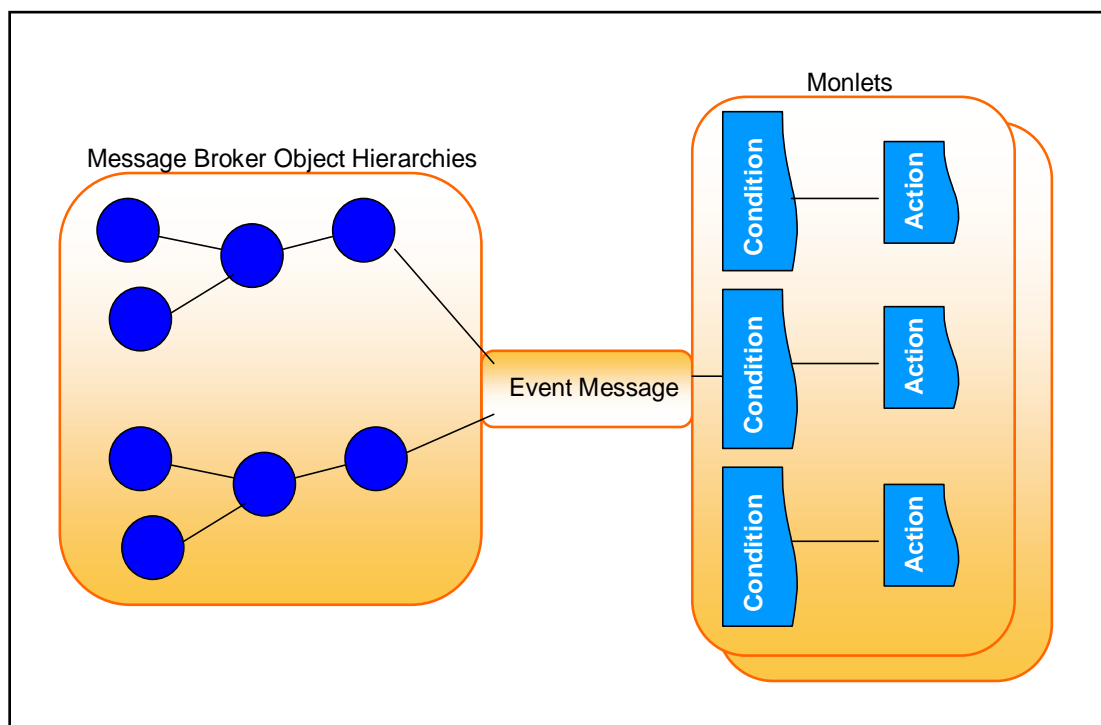 Monlets
Message Broker Object Hierarchies
Event Message
Condition
Action
Condition
Action
Condition
Action